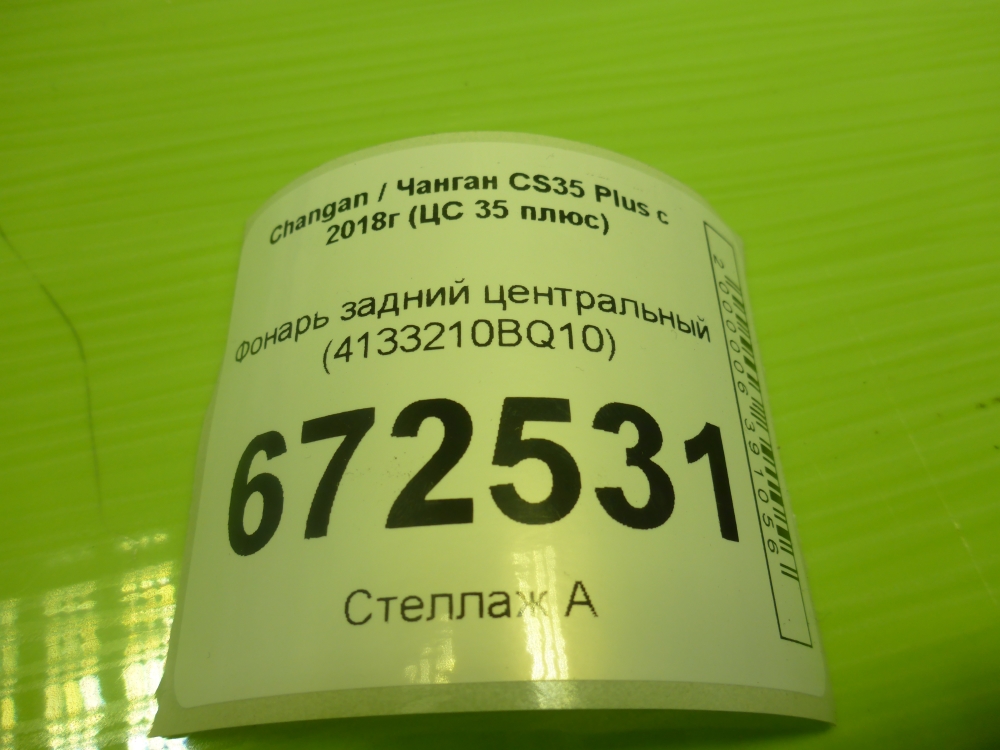 Changan / Чанган CS35 Plus с
2018г (ЦС 35 плюс)
Фонарь задний центральный
(4133210BQ10)
672531
Стеллаж А
2000006391056